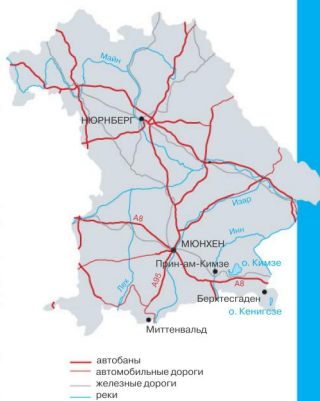 Майн
НЮРНБЕРГ
Изар
А8
Инн
МЮНХЕН
Прин-ам-Кимзе
о. Кимзе
Лех
А95
А8
Берхтесгаден
о. Кенигсзе
Миттенвальд
автобаны
автомобильные дороги
железные дороги
реки